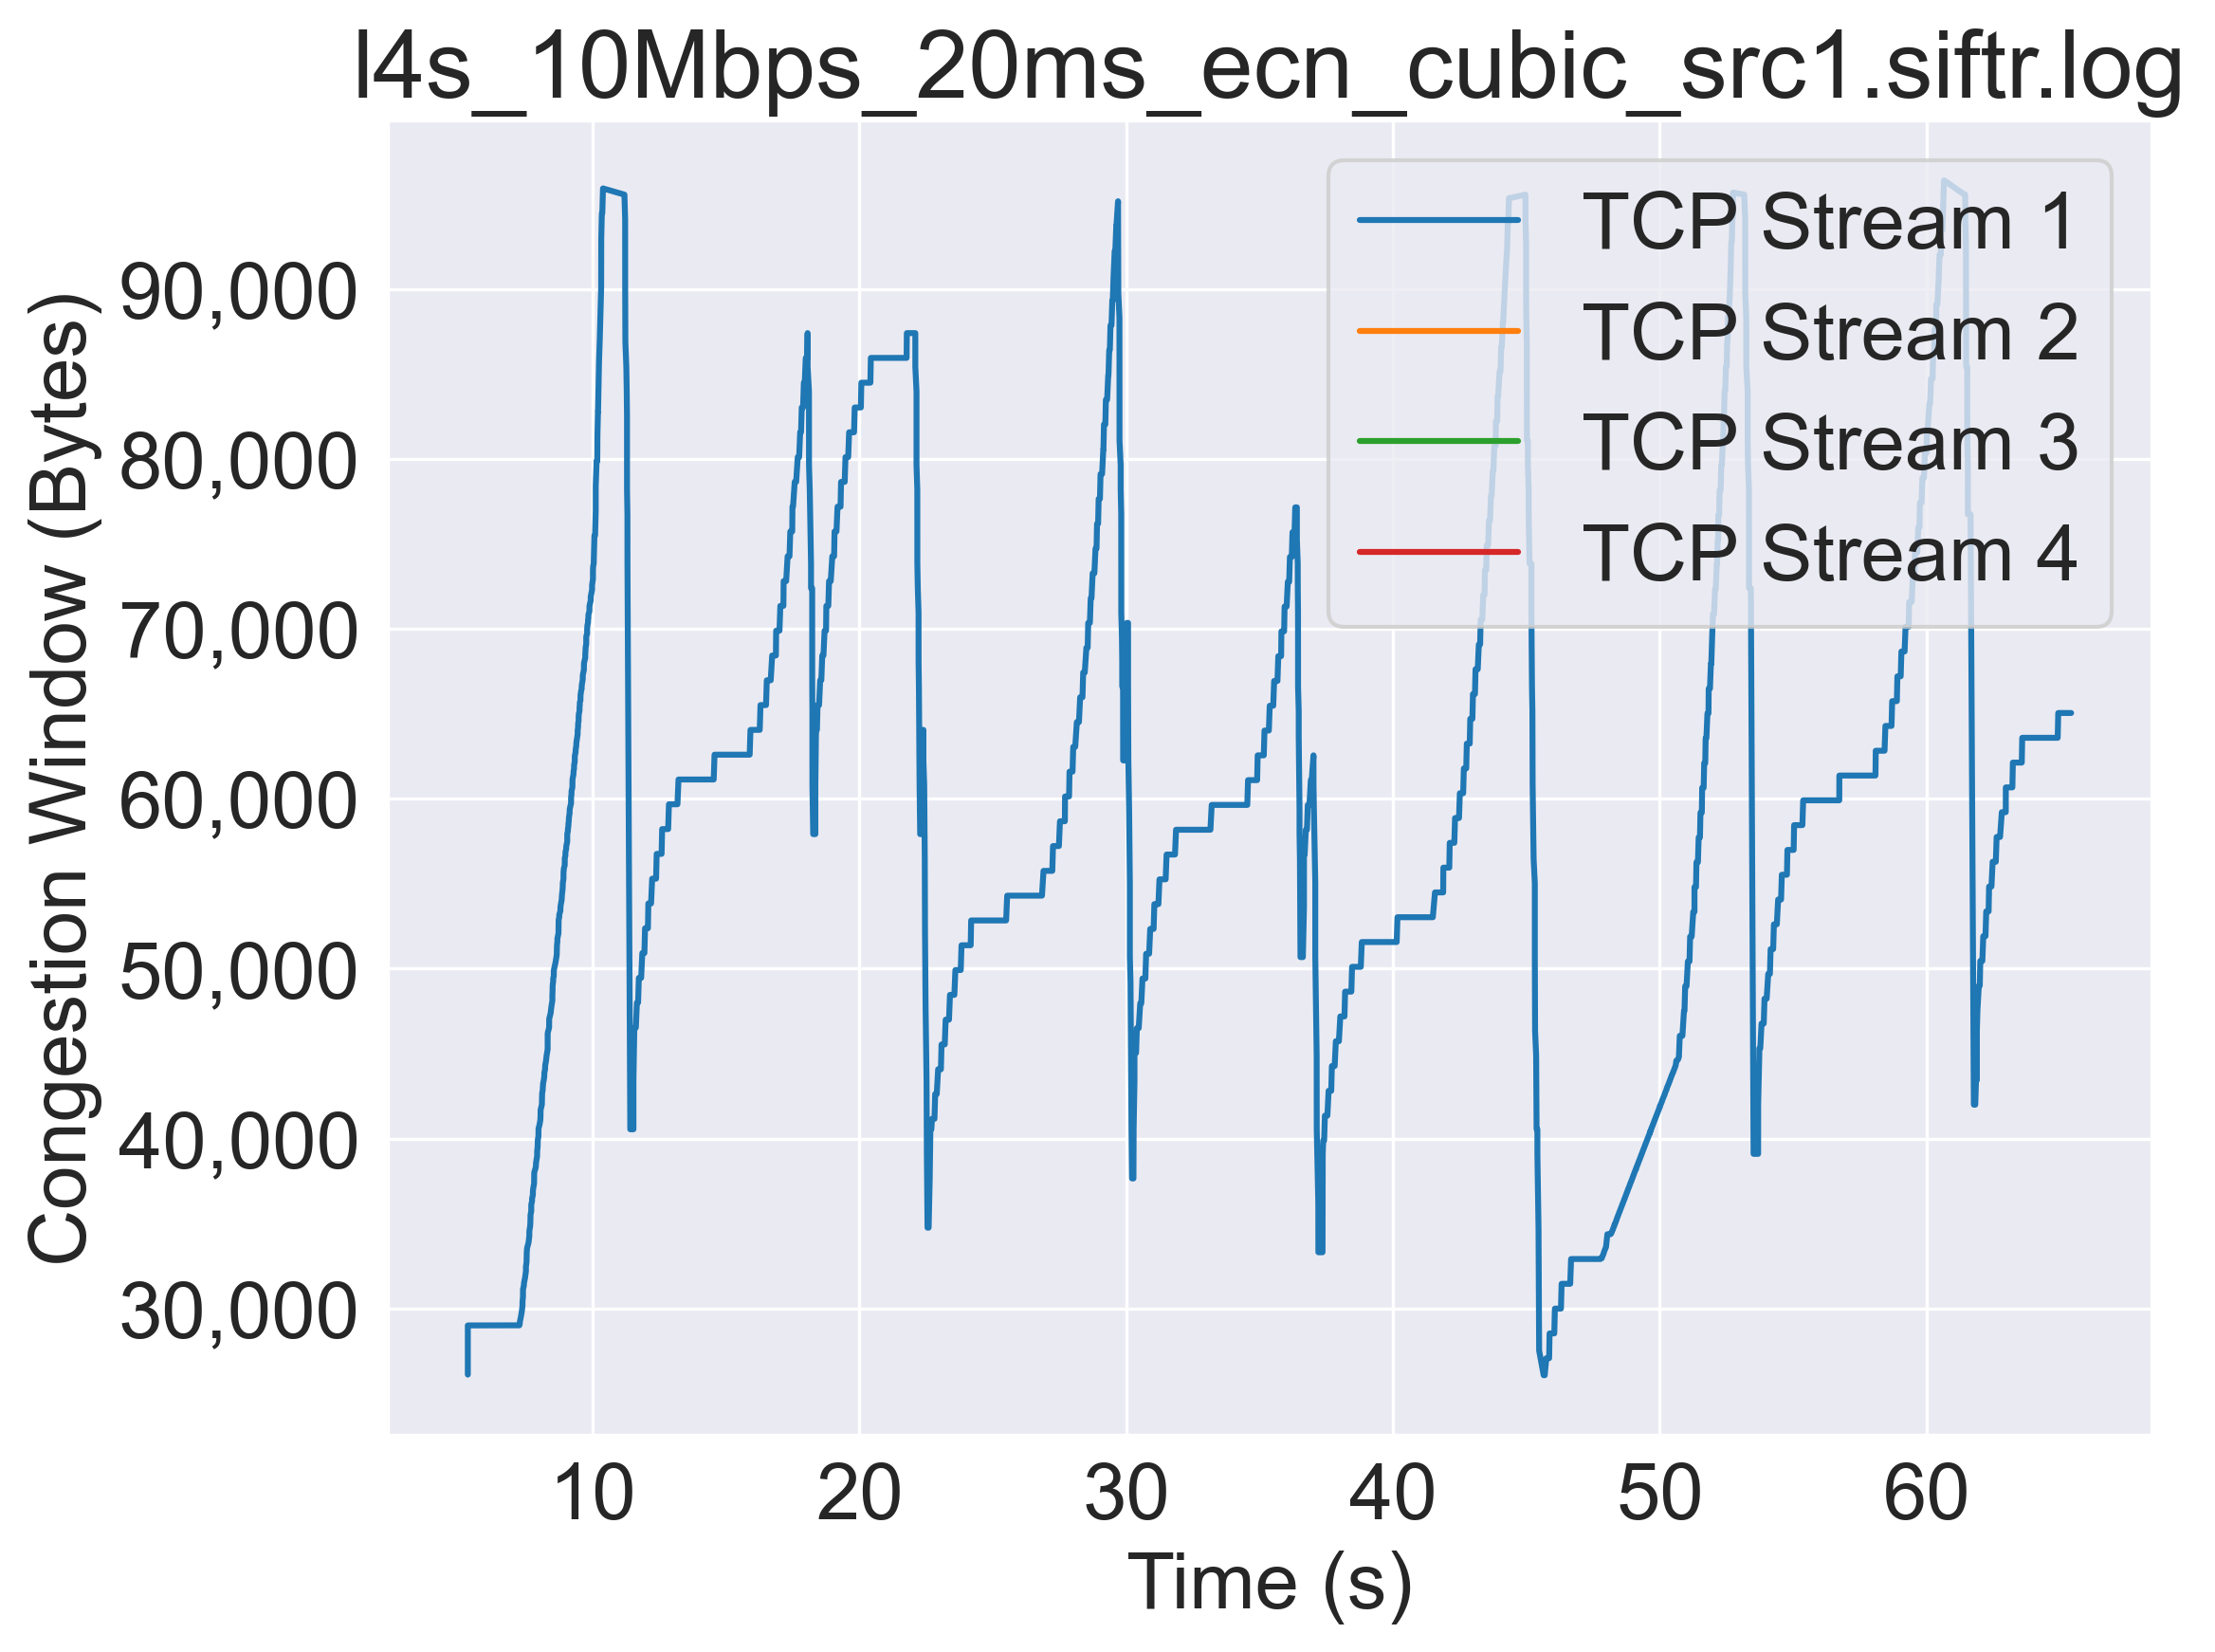 l4s_10Mbps_20ms_ecn_cubic_src1.siftr.log
Congestion Window (Bytes)
90,000
80,000
70,000
60,000
50,000
40,000
30,000
TCP Stream 1
TCP Stream 2
TCP Stream 3
TCP Stream 4
10 20 30 40 50 60
Time (s)